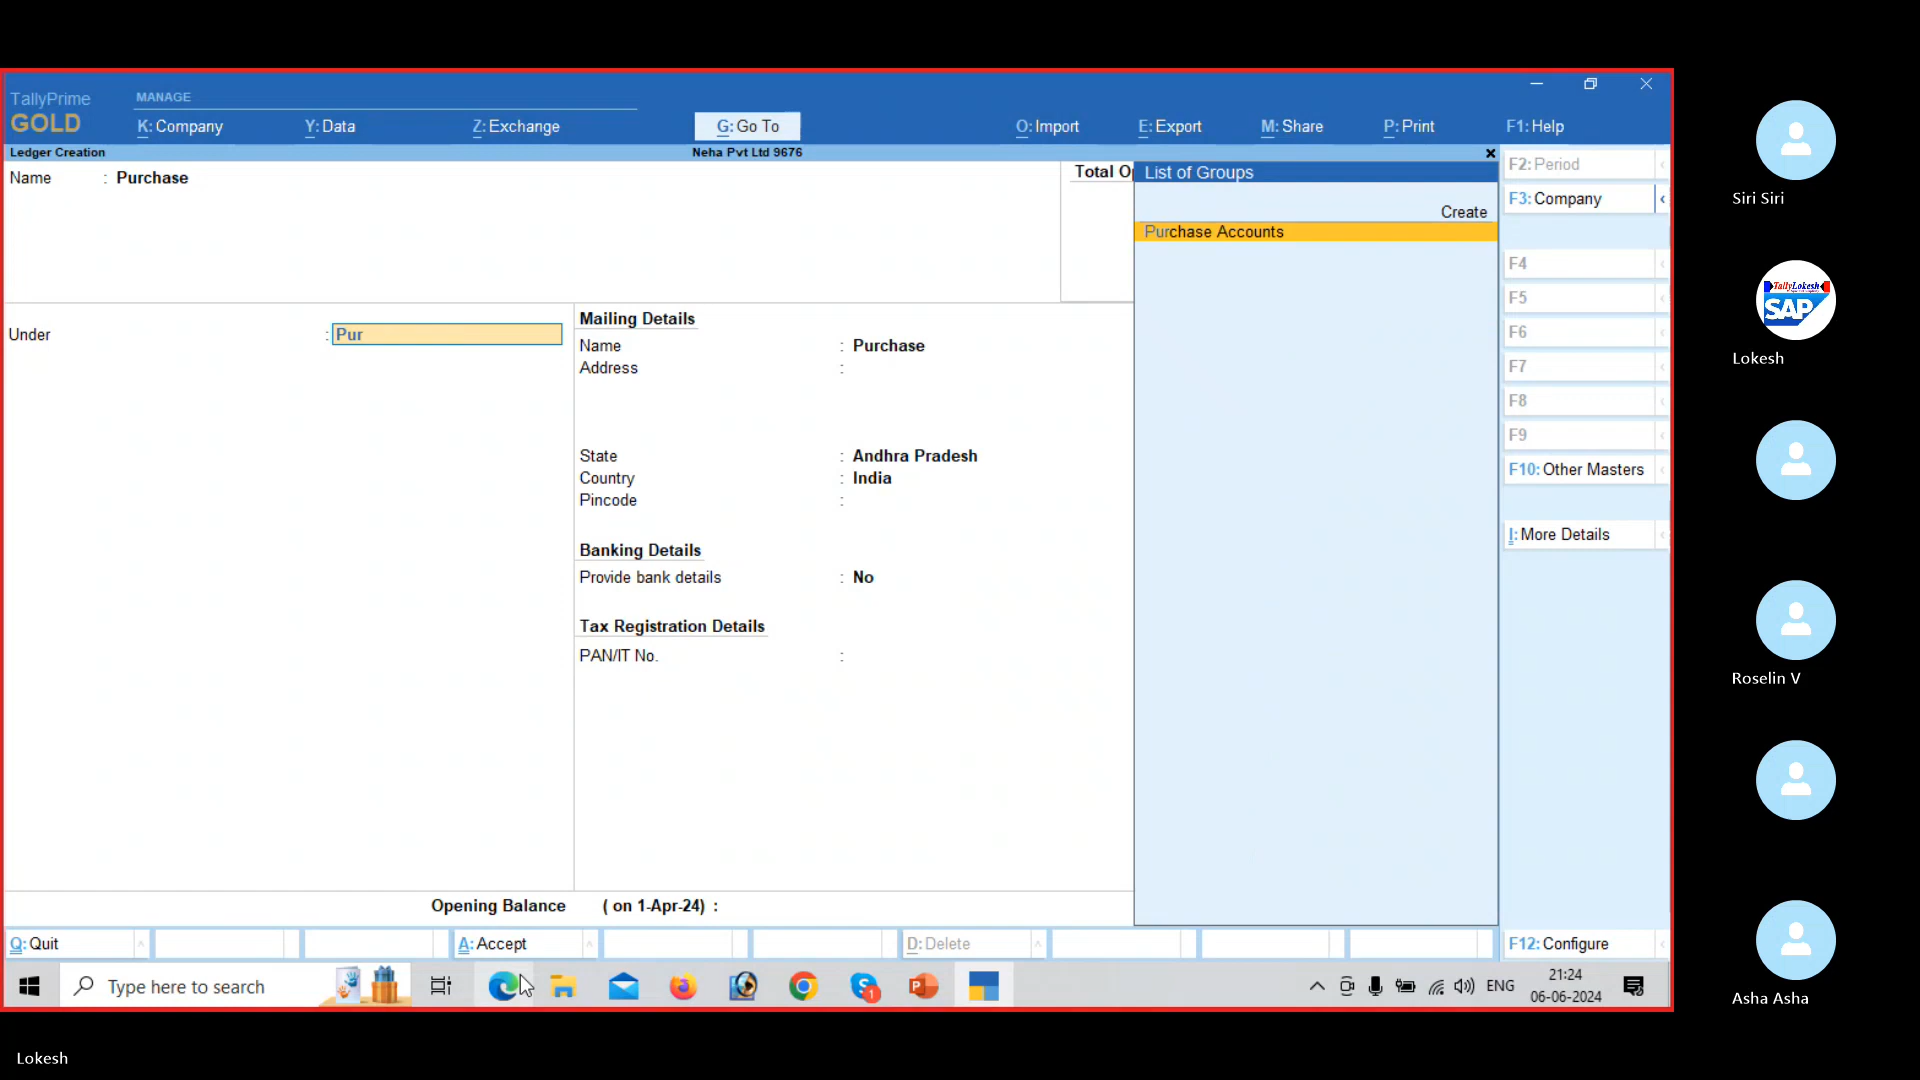 TallyPrime
GOLD
MANAGE
K: Company
Y: Data
Z: Exchange
G: Go To
O: Import
E: Export
M: Share
P: Print
F1: Help
Ledger Creation
Neha Pvt Ltd 9676
Name : Purchase
Total O
List of Groups
Create
Purchase Accounts
Under : Pur
Mailing Details
Name : Purchase
Address :
State : Andhra Pradesh
Country : India
Pincode :
Banking Details
Provide bank details : No
Tax Registration Details
PAN/IT No. :
Opening Balance ( on 1-Apr-24) :
F2: Period
F3: Company
F4
F5
F6
F7
F8
F9
F10: Other Masters
I: More Details
F12: Configure
Q: Quit
A: Accept
D: Delete
Type here to search
1
ENG
21:24
06-06-2024
Siri Siri
TallyLokesh
SAP
Lokesh
Roselin V
Asha Asha
Lokesh